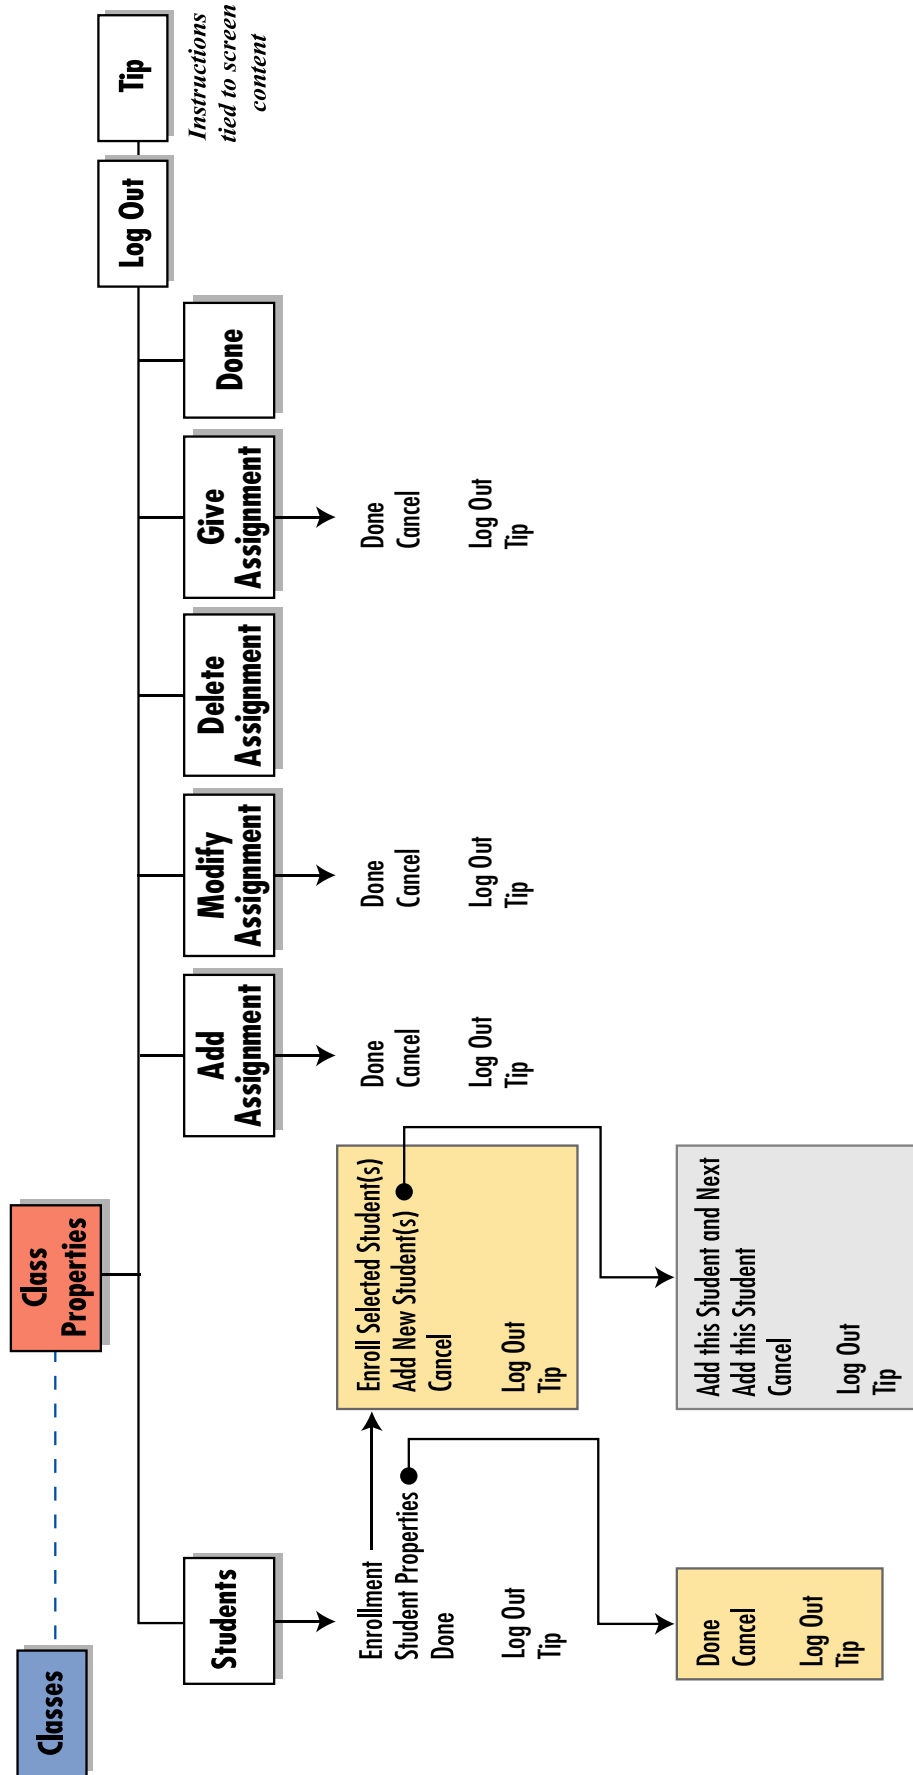 Classes
Class
Properties
Log Out
Tip
Instructions
tied to screen
content
Students
Add
Assignment
Modify
Assignment
Delete
Assignment
Give
Assignment
Done
Enrollment
Student Properties
Done
Log Out
Tip
Enroll Selected Student(s)
Add New Student(s)
Cancel
Log Out
Tip
Done
Cancel
Log Out
Tip
Done
Cancel
Log Out
Tip
Done
Cancel
Log Out
Tip
Done
Cancel
Log Out
Tip
Add this Student and Next
Add this Student
Cancel
Log Out
Tip